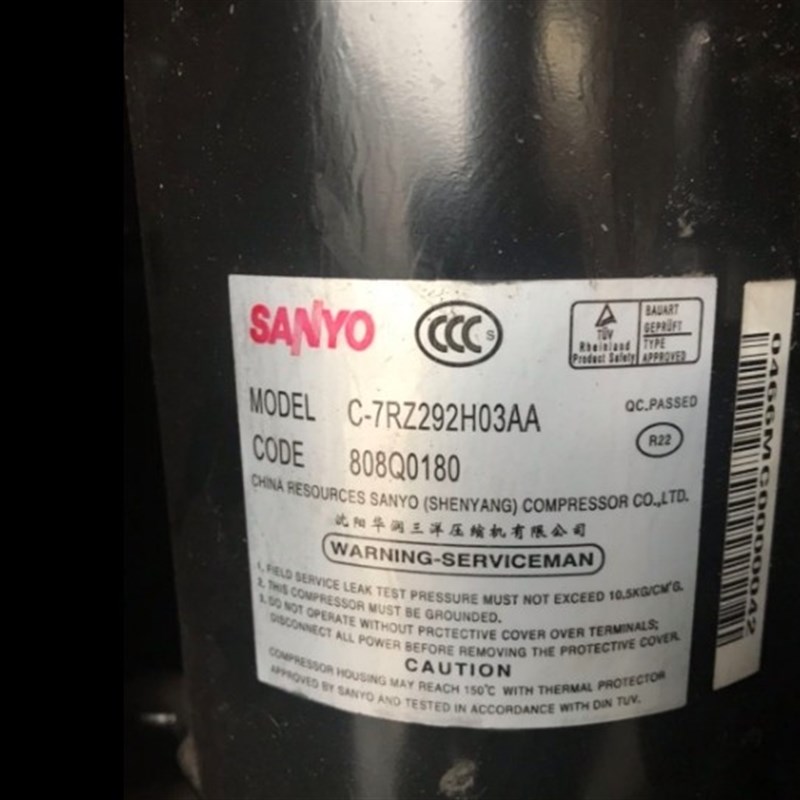 SANYO
CCC S
TÜV Rheinland Product Safety
BAUART GEPRÜFT TYPE APPROVED
MODEL C-7RZ292H03AA
QC.PASSED
R22
CODE 808Q0180
CHINA RESOURCES SANYO (SHENYANG) COMPRESSOR CO.,LTD.
沈阳华润三洋压缩机有限公司
WARNING-SERVICEMAN
1. FIELD SERVICE LEAK TEST PRESSURE MUST NOT EXCEED 10.5KG/CM²G.
2. THIS COMPRESSOR MUST BE GROUNDED.
3. DO NOT OPERATE WITHOUT PRCTECTIVE COVER OVER TERMINALS;
DISCONNECT ALL POWER BEFORE REMOVING THE PROTECTIVE COVER.
CAUTION
COMPRESSOR HOUSING MAY REACH 150℃ WITH THERMAL PROTECTOR
APPROVED BY SANYO AND TESTED IN ACCORDANCE WITH DIN TUV.
0466MC0000042